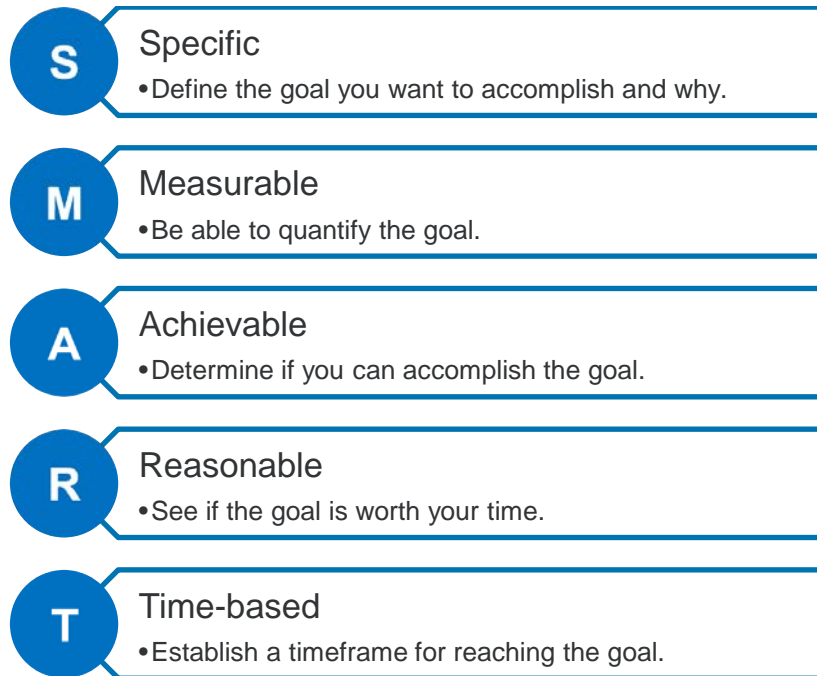 S
Specific
•Define the goal you want to accomplish and why.
M
Measurable
•Be able to quantify the goal.
A
Achievable
•Determine if you can accomplish the goal.
R
Reasonable
•See if the goal is worth your time.
T
Time-based
•Establish a timeframe for reaching the goal.